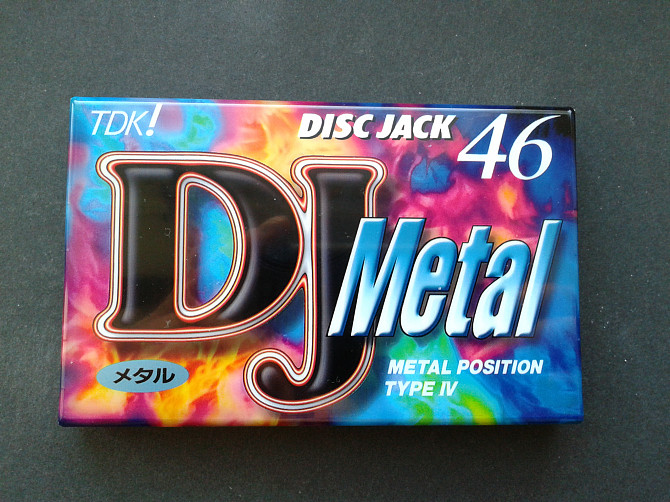 TDK!
DISC JACK 46
DJ
Metal
METAL POSITION
TYPE IV
メタル